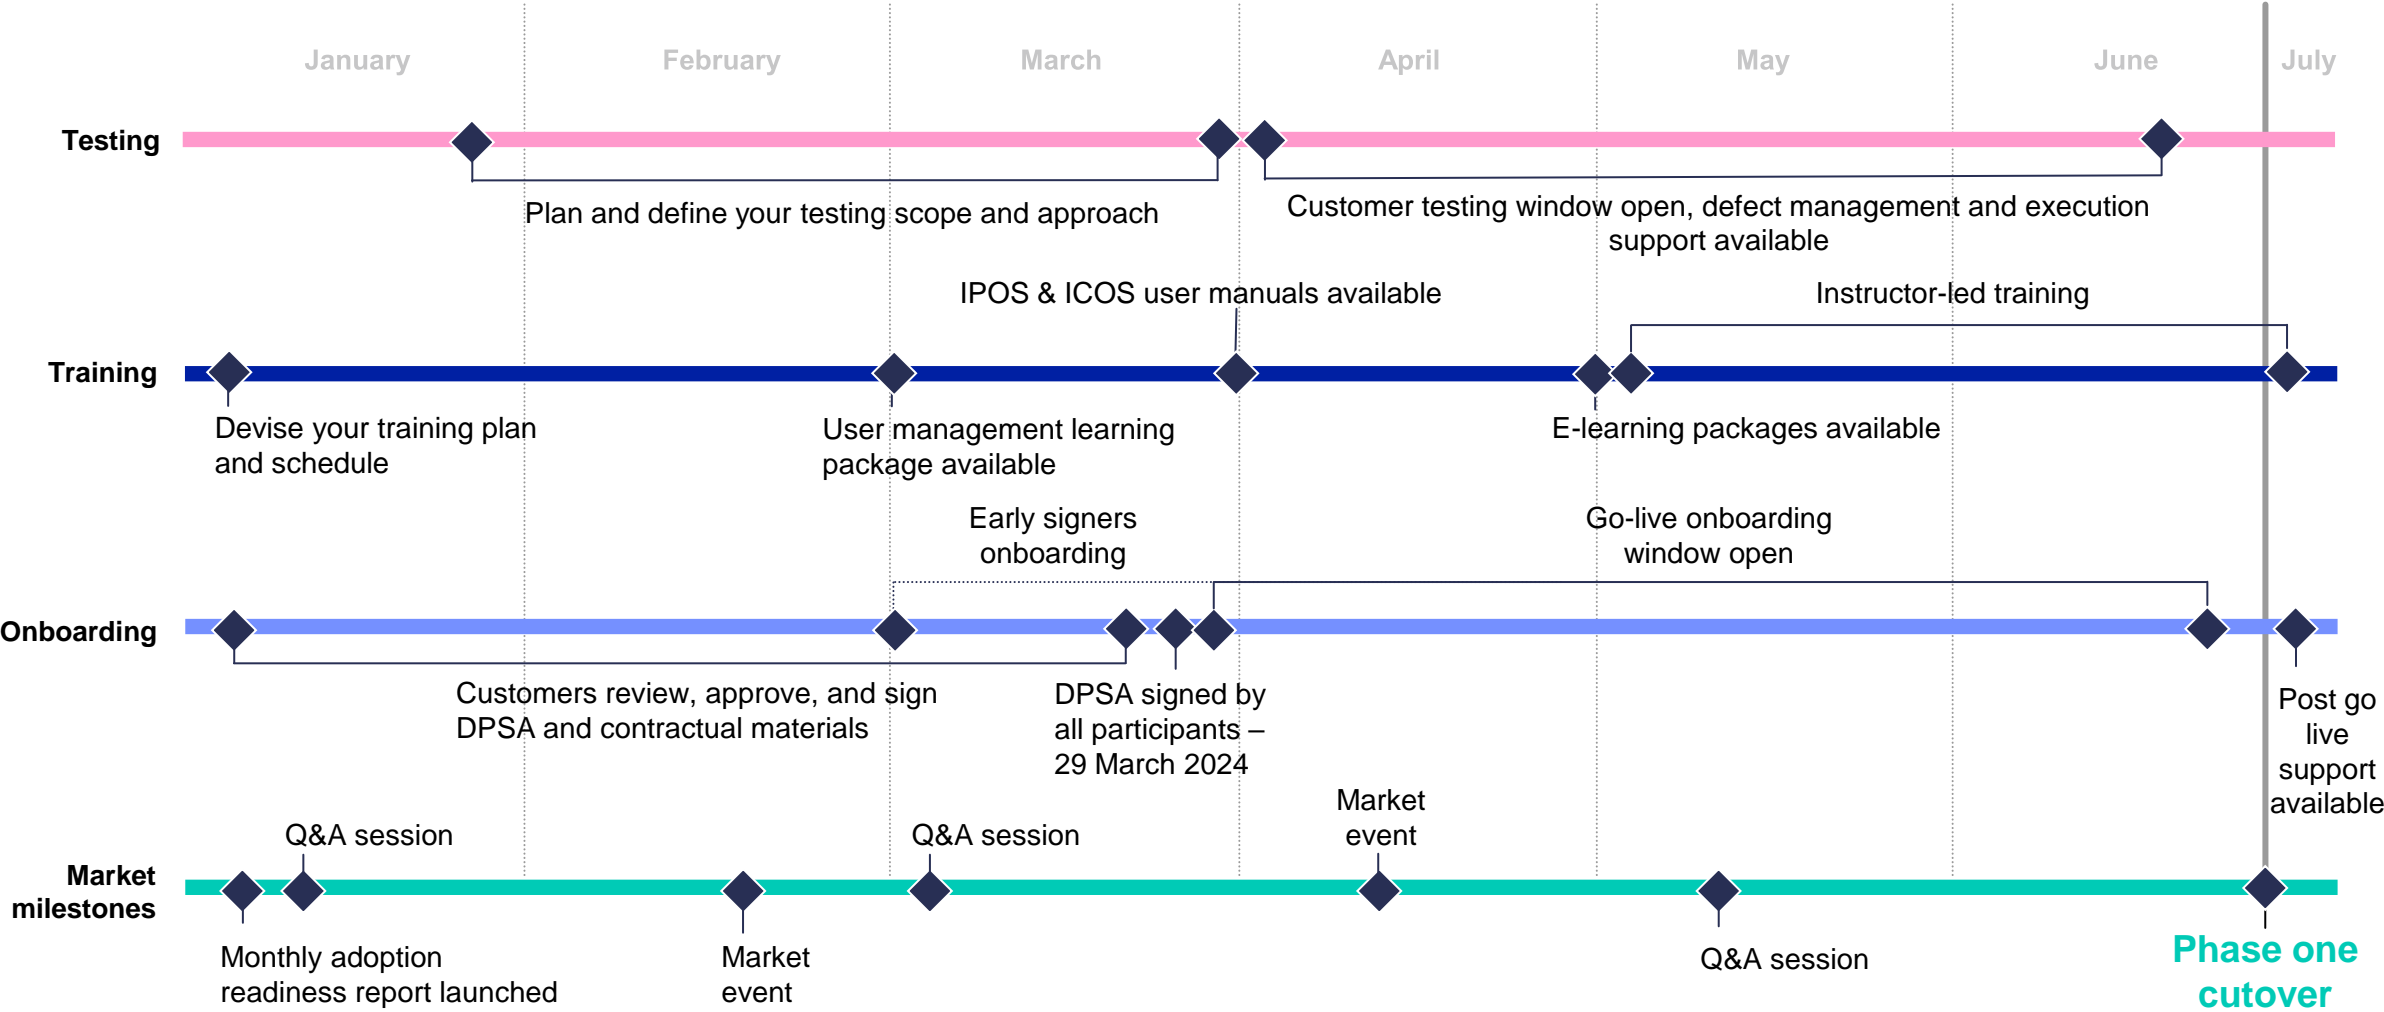 January
February
March
April
May
June
July
Testing
Plan and define your testing scope and approach
Customer testing window open, defect management and execution
support available
IPOS & ICOS user manuals available
Instructor-led training
Training
Devise your training plan
and schedule
User management learning
package available
E-learning packages available
Early signers
onboarding
Go-live onboarding
window open
Onboarding
Customers review, approve, and sign
DPSA and contractual materials
DPSA signed by
all participants –
29 March 2024
Post go
live
support
available
Market
event
Q&A session
Q&A session
Market
milestones
Monthly adoption
readiness report launched
Market
event
Q&A session
Phase one
cutover